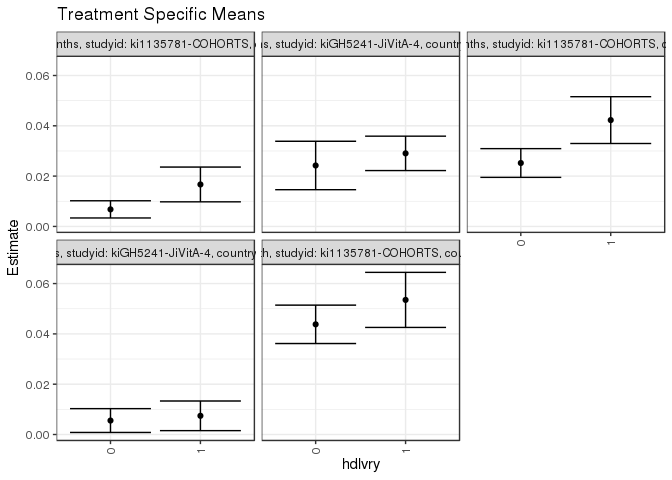 Treatment Specific Means
nths, studyid: ki1135781-COHORTS,
s, studyid: kiGH5241-JiVitA-4, countr
nths, studyid: ki1135781-COHORTS, c
0.06
0.04
0.02
0.00
0
1
s, studyid: kiGH5241-JiVitA-4, country
th, studyid: ki1135781-COHORTS, co
0.06
0.04
0.02
0.00
0
1
0
1
Estimate
hdlvry